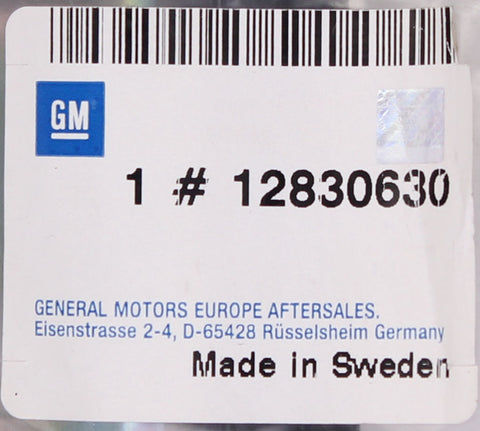 GM
1 # 12830630
GENERAL MOTORS EUROPE AFTERSALES.
Eisenstrasse 2-4, D-65428 Rüsselsheim Germany
Made in Sweden